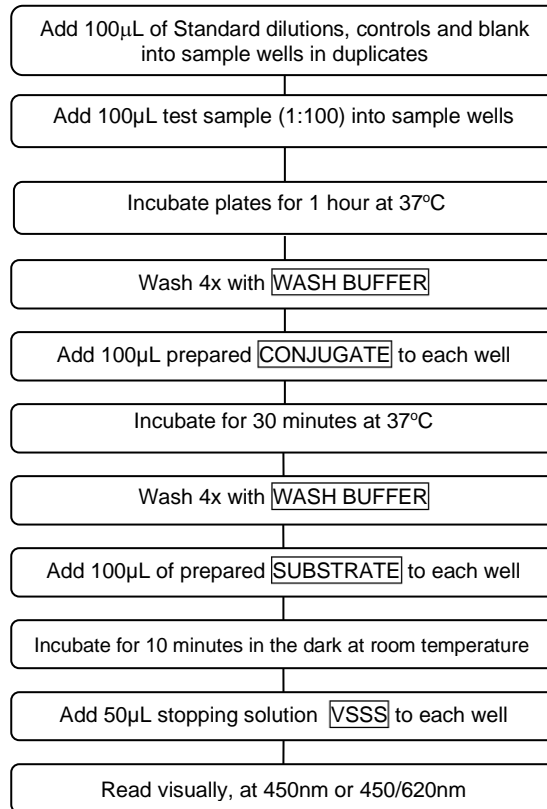 Add 100μL of Standard dilutions, controls and blank
into sample wells in duplicates
Add 100µL test sample (1:100) into sample wells
Incubate plates for 1 hour at 37ºC
Wash 4x with WASH BUFFER
Add 100µL prepared CONJUGATE to each well
Incubate for 30 minutes at 37ºC
Wash 4x with WASH BUFFER
Add 100µL of prepared SUBSTRATE to each well
Incubate for 10 minutes in the dark at room temperature
Add 50µL stopping solution VSSS to each well
Read visually, at 450nm or 450/620nm